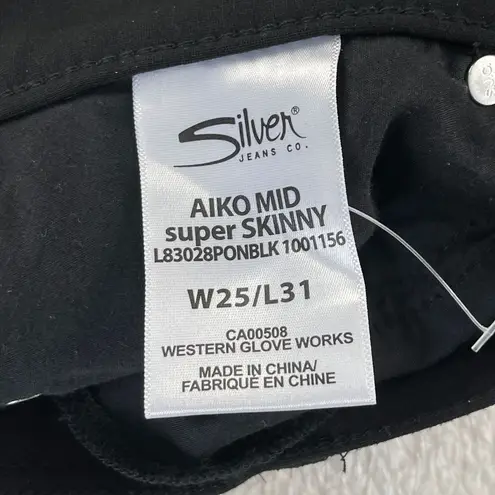 Silver®
JEANS CO.
AIKO MID
super SKINNY
L83028PONBLK 1001156
W25/L31
CA00508
WESTERN GLOVE WORKS
MADE IN CHINA/
FABRIQUÉ EN CHINE